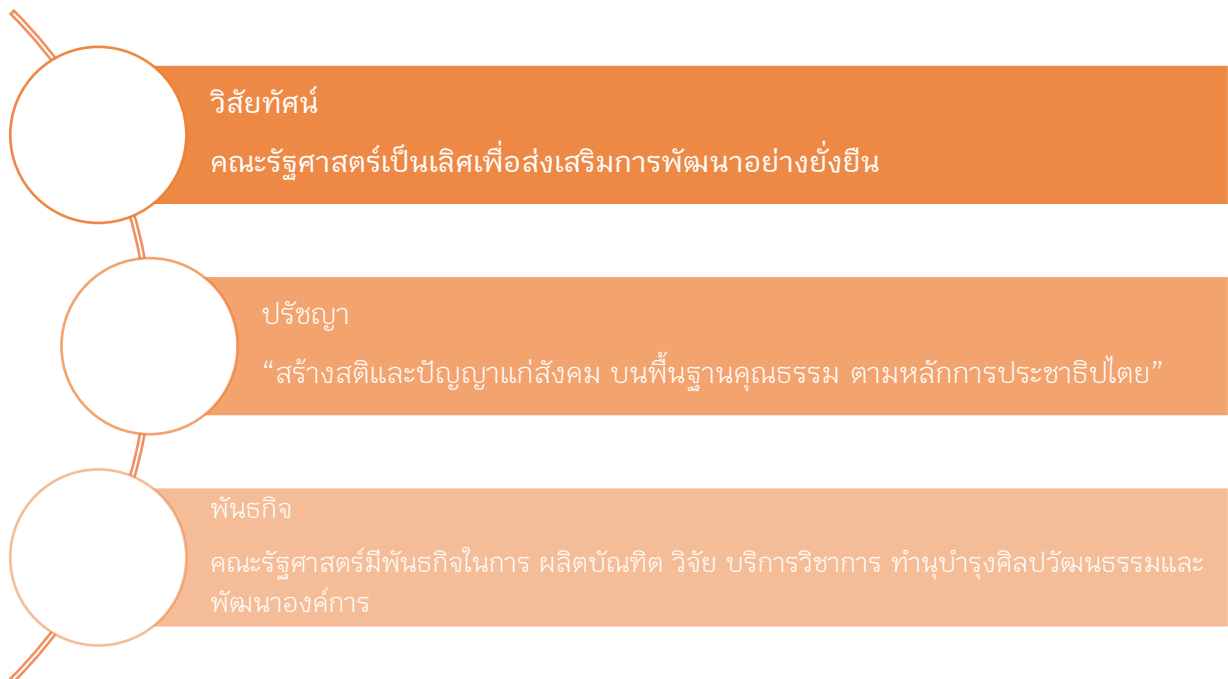 วิสัยทัศน์
คณะรัฐศาสตร์เป็นเลิศเพื่อส่งเสริมการพัฒนาอย่างยั่งยืน
ปรัชญา
“สร้างสติและปัญญาแก่สังคม บนพื้นฐานคุณธรรม ตามหลักการประชาธิปไตย”
พันธกิจ
คณะรัฐศาสตร์มีพันธกิจในการ ผลิตบัณฑิต วิจัย บริการวิชาการ ทำนุบำรุงศิลปวัฒนธรรมและ
พัฒนาองค์การ